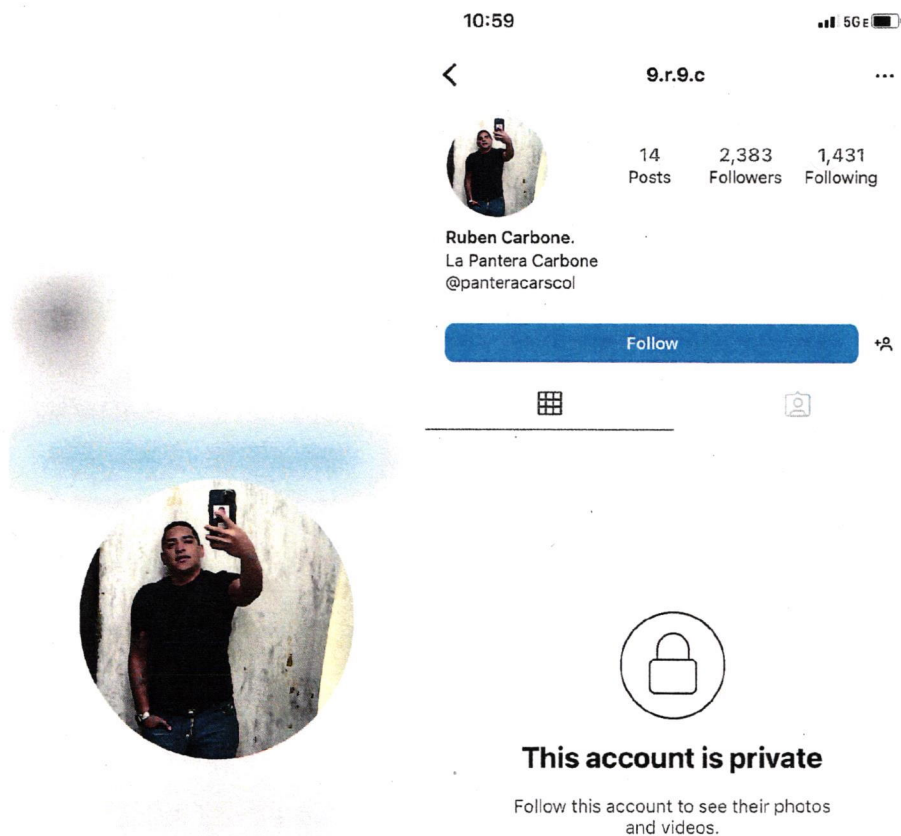 10:59
5GE
9.r.9.c
14 2,383 1,431
Posts Followers Following
Ruben Carbone.
La Pantera Carbone
@panteracarscol
Follow
This account is private
Follow this account to see their photos
and videos.